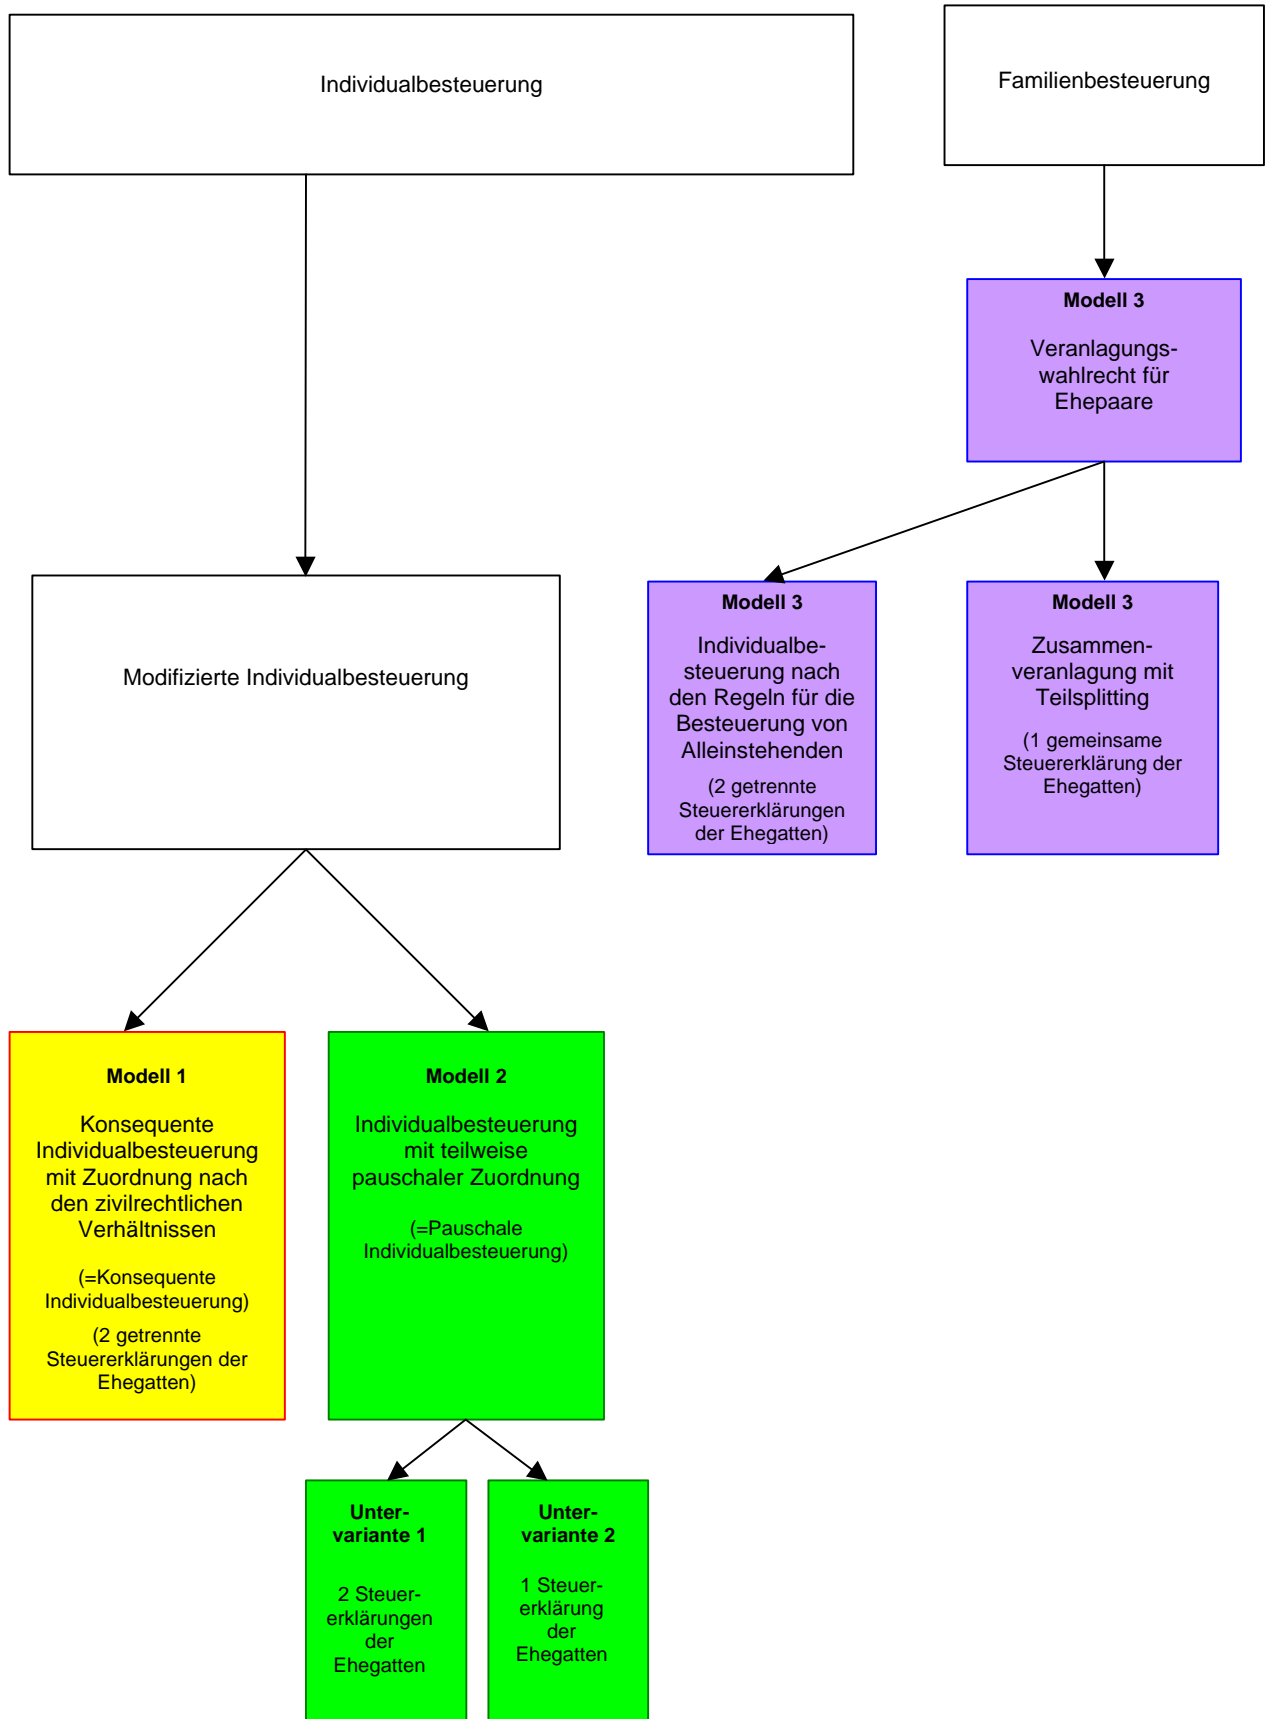 Individualbesteuerung
Familienbesteuerung
Modell 3
Veranlagungs-
wahlrecht für
Ehepaare
Modifizierte Individualbesteuerung
Modell 3
Individualbe-
steuerung nach
den Regeln für die
Besteuerung von
Alleinstehenden
(2 getrennte
Steuererklärungen
der Ehegatten)
Modell 3
Zusammen-
veranlagung mit
Teilsplitting
(1 gemeinsame
Steuererklärung der
Ehegatten)
Modell 1
Konsequente
Individualbesteuerung
mit Zuordnung nach
den zivilrechtlichen
Verhältnissen
(=Konsequente
Individualbesteuerung)
(2 getrennte
Steuererklärungen der
Ehegatten)
Modell 2
Individualbesteuerung
mit teilweise
pauschaler Zuordnung
(=Pauschale
Individualbesteuerung)
Unter-
variante 1
2 Steuer-
erklärungen
der
Ehegatten
Unter-
variante 2
1 Steuer-
erklärung
der
Ehegatten